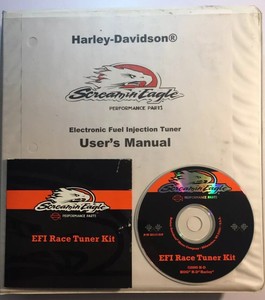 Harley-Davidson®
Screamin' Eagle
PERFORMANCE PARTS
Electronic Fuel Injection Tuner
User's Manual
Screamin' Eagle
PERFORMANCE PARTS
EFI Race Tuner Kit
Screamin' Eagle
PERFORMANCE PARTS
EFI Race Tuner Kit